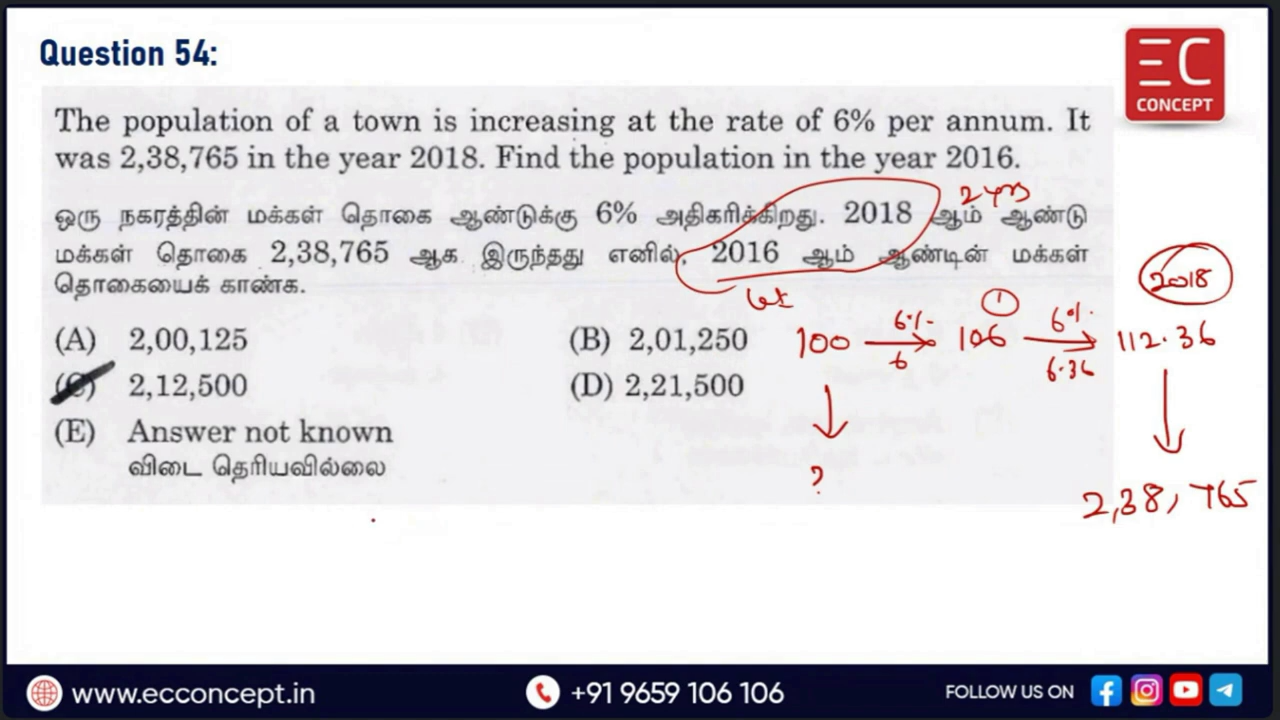 Question 54:
EC
CONCEPT
The population of a town is increasing at the rate of 6% per annum. It
was 2,38,765 in the year 2018. Find the population in the year 2016.
2 yrs
ஒரு நகரத்தின் மக்கள் தொகை ஆண்டுக்கு 6% அதிகரிக்கிறது. 2018 ஆம் ஆண்டு
மக்கள் தொகை 2,38,765 ஆக இருந்தது எனில், 2016 ஆம் ஆண்டின் மக்கள்
தொகையைக் காண்க.
2018
let
(A) 2,00,125 (B) 2,01,250
(C) 2,12,500 (D) 2,21,500
(E) Answer not known
விடை தெரியவில்லை
1
6% 6%
100 → 106 → 112.36
6 6.36
?
2,38,765
www.ecconcept.in +91 9659 106 106 FOLLOW US ON